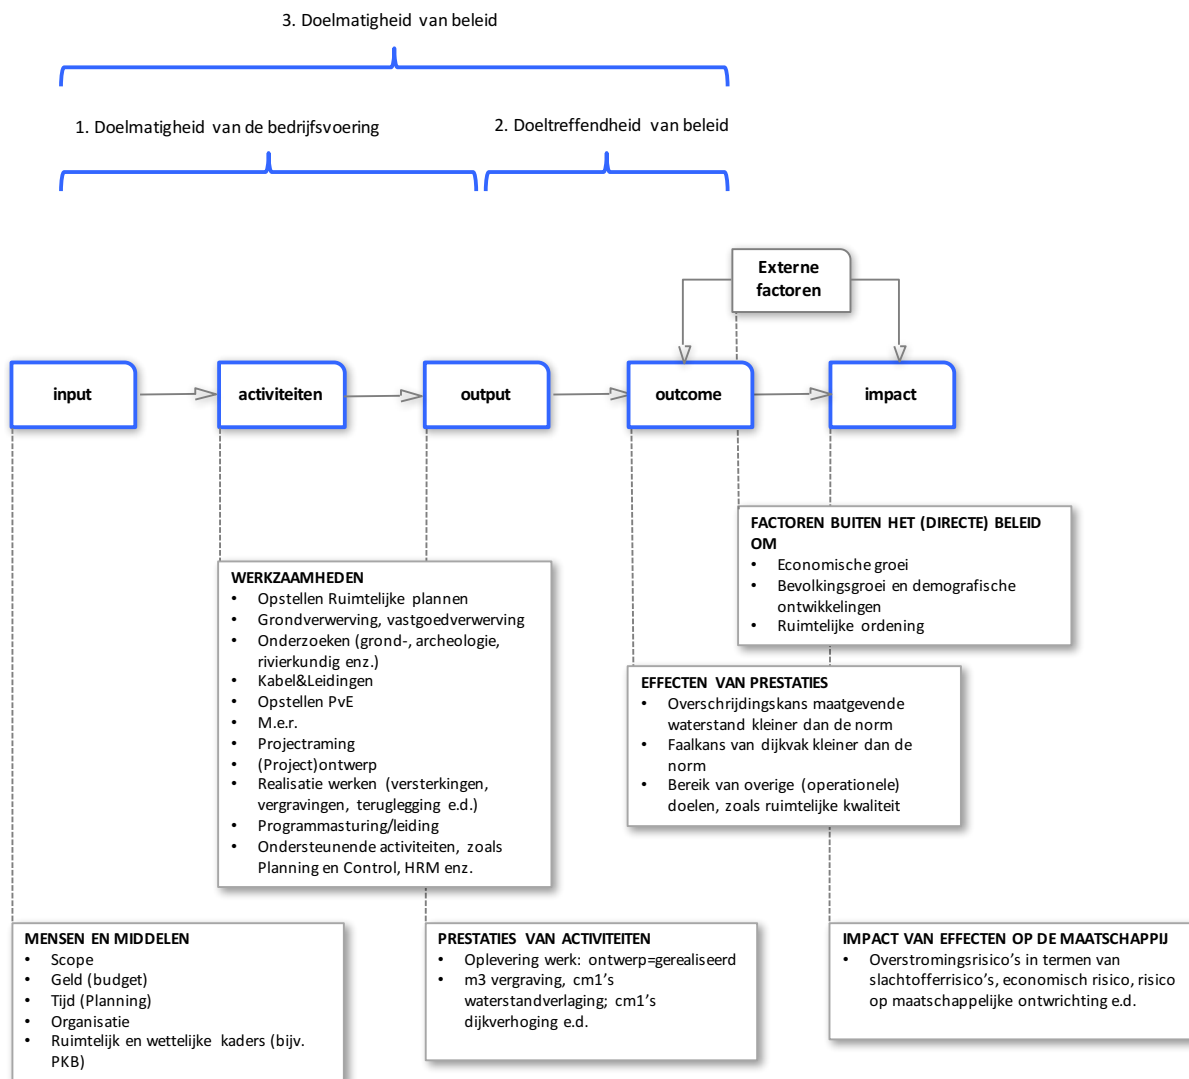 3. Doelmatigheid van beleid
1. Doelmatigheid van de bedrijfsvoering
2. Doeltreffendheid van beleid
Externe
factoren
input
activiteiten
output
outcome
impact
FACTOREN BUITEN HET (DIRECTE) BELEID
OM
• Economische groei
• Bevolkingsgroei en demografische
ontwikkelingen
• Ruimtelijke ordening
WERKZAAMHEDEN
• Opstellen Ruimtelijke plannen
• Grondverwerving, vastgoedverwerving
• Onderzoeken (grond-, archeologie,
rivierkundig enz.)
• Kabel&Leidingen
• Opstellen PvE
• M.e.r.
• Projectraming
• (Project)ontwerp
• Realisatie werken (versterkingen,
vergravingen, teruglegging e.d.)
• Programmasturing/leiding
• Ondersteunende activiteiten, zoals
Planning en Control, HRM enz.
EFFECTEN VAN PRESTATIES
• Overschrijdingskans maatgevende
waterstand kleiner dan de norm
• Faalkans van dijkvak kleiner dan de
norm
• Bereik van overige (operationele)
doelen, zoals ruimtelijke kwaliteit
MENSEN EN MIDDELEN
• Scope
• Geld (budget)
• Tijd (Planning)
• Organisatie
• Ruimtelijk en wettelijke kaders (bijv.
PKB)
PRESTATIES VAN ACTIVITEITEN
• Oplevering werk: ontwerp=gerealiseerd
• m3 vergraving, cm1's
waterstandverlaging; cm1's
dijkverhoging e.d.
IMPACT VAN EFFECTEN OP DE MAATSCHAPPIJ
• Overstromingsrisico's in termen van
slachtofferrisico's, economisch risico, risico
op maatschappelijke ontwrichting e.d.